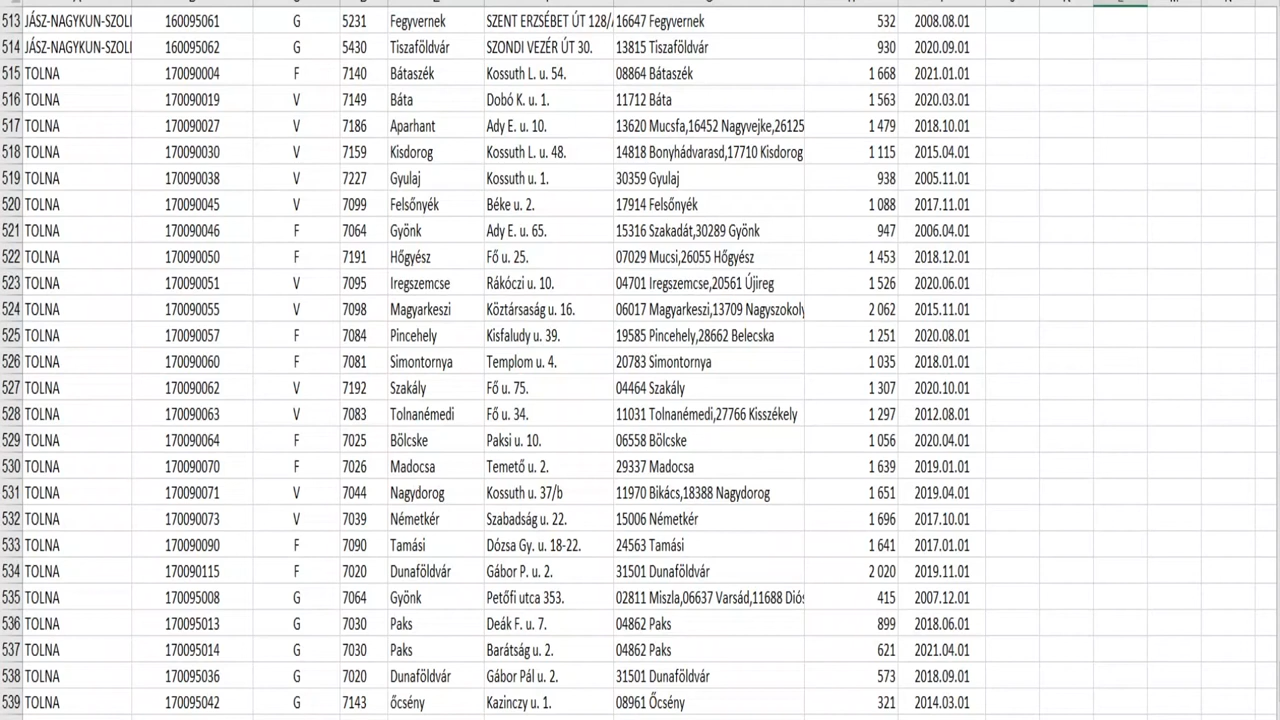 513 JÁSZ-NAGYKUN-SZOL 160095061 G 5231 Fegyvernek SZENT ERZSÉBET ÚT 128/ 16647 Fegyvernek 532 2008.08.01
514 JÁSZ-NAGYKUN-SZOL 160095062 G 5430 Tiszaföldvár SZONDI VEZÉR ÚT 30. 13815 Tiszaföldvár 930 2020.09.01
515 TOLNA 170090004 F 7140 Bátaszék Kossuth L. u. 54. 08864 Bátaszék 1 668 2021.01.01
516 TOLNA 170090019 V 7149 Báta Dobó K. u. 1. 11712 Báta 1 563 2020.03.01
517 TOLNA 170090027 V 7186 Aparhant Ady E. u. 10. 13620 Mucsfa,16452 Nagyvejke,26125 1 479 2018.10.01
518 TOLNA 170090030 V 7159 Kisdorog Kossuth L. u. 48. 14818 Bonyhádvarasd,17710 Kisdorog 1 115 2015.04.01
519 TOLNA 170090038 V 7227 Gyulaj Kossuth u. 1. 30359 Gyulaj 938 2005.11.01
520 TOLNA 170090045 V 7099 Felsőnyék Béke u. 2. 17914 Felsőnyék 1 088 2017.11.01
521 TOLNA 170090046 F 7064 Gyönk Ady E. u. 65. 15316 Szakadát,30289 Gyönk 947 2006.04.01
522 TOLNA 170090050 F 7191 Hőgyész Fő u. 25. 07029 Mucsi,26055 Hőgyész 1 453 2018.12.01
523 TOLNA 170090051 V 7095 Iregszemcse Rákóczi u. 10. 04701 Iregszemcse,20561 Újireg 1 526 2020.06.01
524 TOLNA 170090055 V 7098 Magyarkeszi Köztársaság u. 16. 06017 Magyarkeszi,13709 Nagyszokoly 2 062 2015.11.01
525 TOLNA 170090057 F 7084 Pincehely Kisfaludy u. 39. 19585 Pincehely,28662 Belecska 1 251 2020.08.01
526 TOLNA 170090060 F 7081 Simontornya Templom u. 4. 20783 Simontornya 1 035 2018.01.01
527 TOLNA 170090062 V 7192 Szakály Fő u. 75. 04464 Szakály 1 307 2020.10.01
528 TOLNA 170090063 V 7083 Tolnanémedi Fő u. 34. 11031 Tolnanémedi,27766 Kisszékely 1 297 2012.08.01
529 TOLNA 170090064 F 7025 Bölcske Paksi u. 10. 06558 Bölcske 1 056 2020.04.01
530 TOLNA 170090070 F 7026 Madocsa Temető u. 2. 29337 Madocsa 1 639 2019.01.01
531 TOLNA 170090071 V 7044 Nagydorog Kossuth u. 37/b 11970 Bikács,18388 Nagydorog 1 651 2019.04.01
532 TOLNA 170090073 V 7039 Németkér Szabadság u. 22. 15006 Németkér 1 696 2017.10.01
533 TOLNA 170090090 F 7090 Tamási Dózsa Gy. u. 18-22. 24563 Tamási 1 641 2017.01.01
534 TOLNA 170090115 F 7020 Dunaföldvár Gábor P. u. 2. 31501 Dunaföldvár 2 020 2019.11.01
535 TOLNA 170095008 G 7064 Gyönk Petőfi utca 353. 02811 Miszla,06637 Varsád,11688 Diós 415 2007.12.01
536 TOLNA 170095013 G 7030 Paks Deák F. u. 7. 04862 Paks 899 2018.06.01
537 TOLNA 170095014 G 7030 Paks Barátság u. 2. 04862 Paks 621 2021.04.01
538 TOLNA 170095036 G 7020 Dunaföldvár Gábor Pál u. 2. 31501 Dunaföldvár 573 2018.09.01
539 TOLNA 170095042 G 7143 őcsény Kazinczy u. 1. 08961 Őcsény 321 2014.03.01